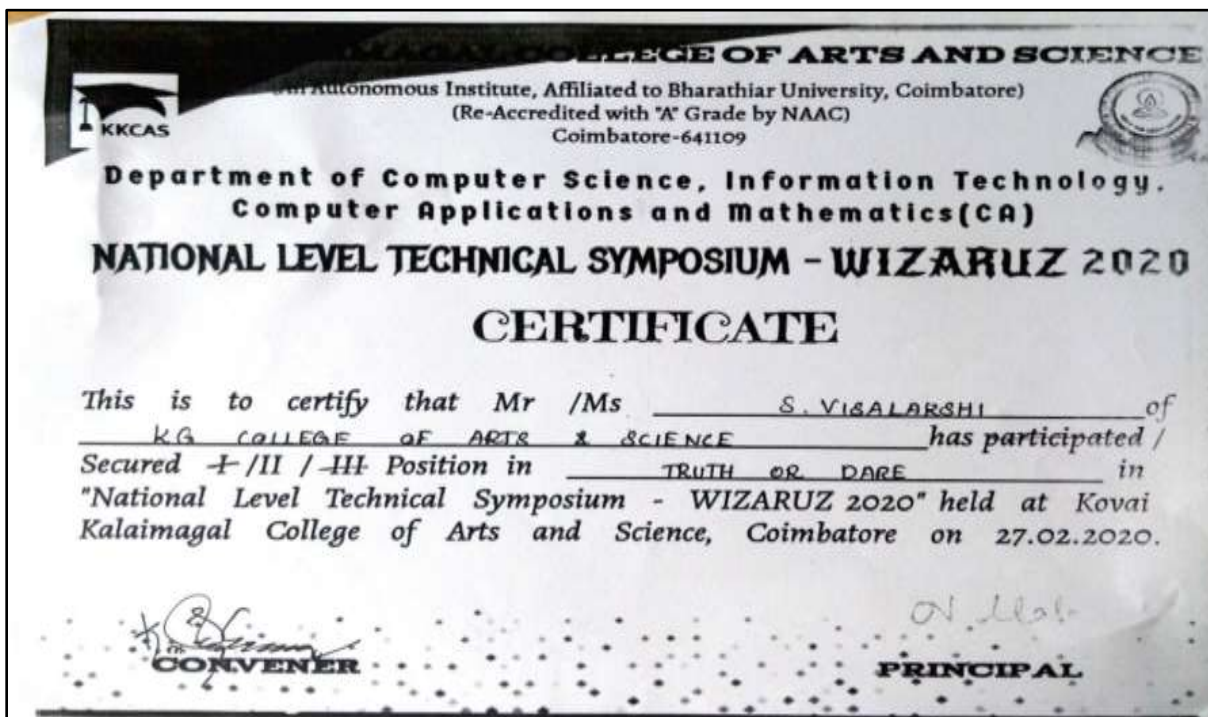 COLLEGE OF ARTS AND SCIENCE
Autonomous Institute, Affiliated to Bharathiar University, Coimbatore)
(Re-Accredited with "A" Grade by NAAC)
KKCAS
Coimbatore-641109
Department of Computer Science, Information Technology,
Computer Applications and Mathematics(CA)
NATIONAL LEVEL TECHNICAL SYMPOSIUM - WIZARUZ 2020
CERTIFICATE
This is to certify that Mr /Ms S. VISALAKSHI of
KG COLLEGE OF ARTS & SCIENCE has participated /
Secured I /II / III Position in TRUTH OR DARE in
"National Level Technical Symposium - WIZARUZ 2020" held at Kovai
Kalaimagal College of Arts and Science, Coimbatore on 27.02.2020.
CONVENER
PRINCIPAL